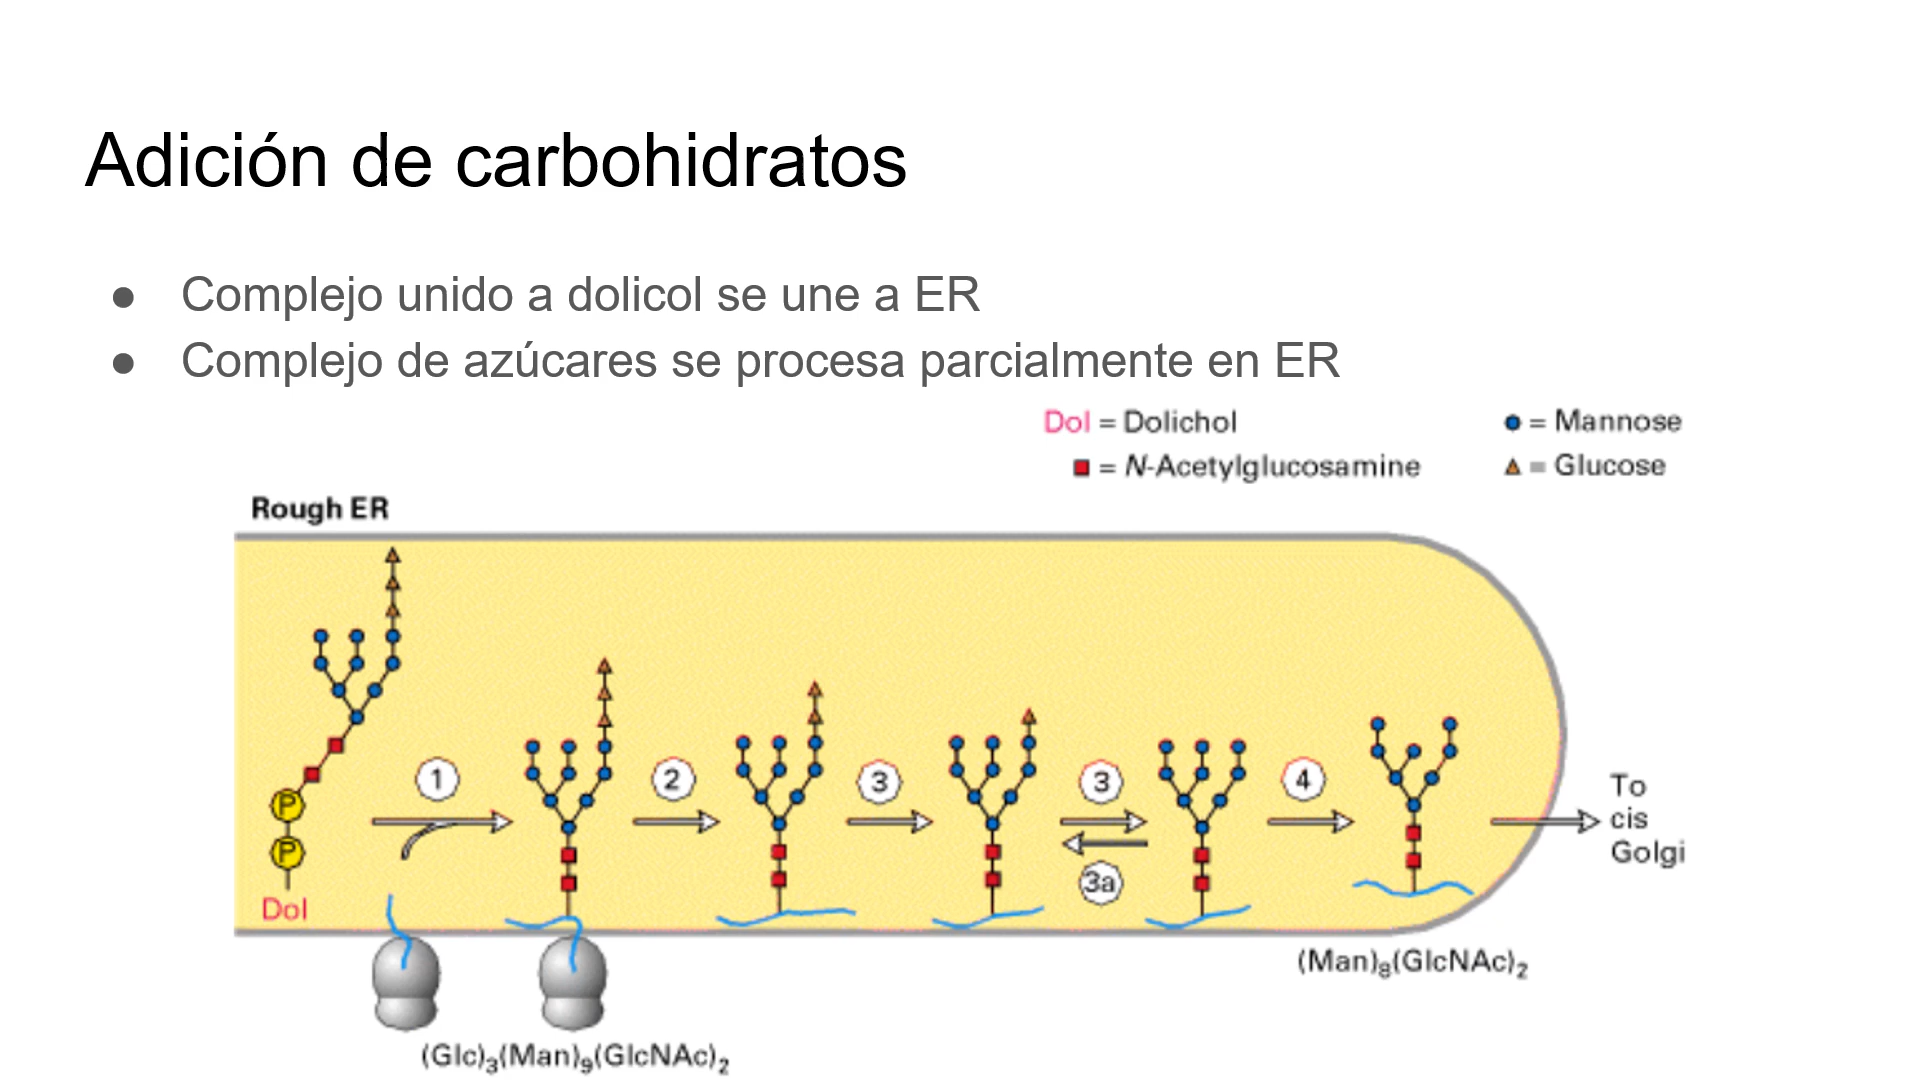 Adición de carbohidratos
● Complejo unido a dolicol se une a ER
● Complejo de azúcares se procesa parcialmente en ER
Dol = Dolichol
= Mannose
= N-Acetylglucosamine
= Glucose
Rough ER
1
2
3
3
4
3a
P
P
Dol
To
cis
Golgi
(Man)₈(GlcNAc)₂
(Glc)₃(Man)₉(GlcNAc)₂